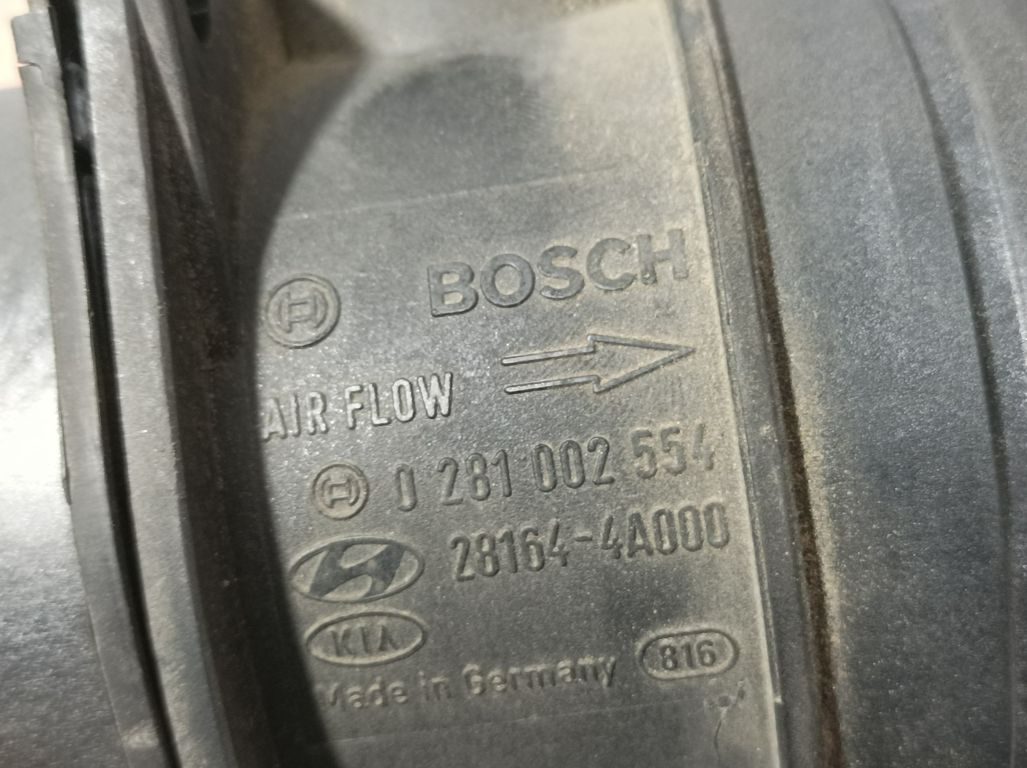 BOSCH
AIR FLOW
0 281 002 554
28164-4A000
KIA
Made in Germany 816